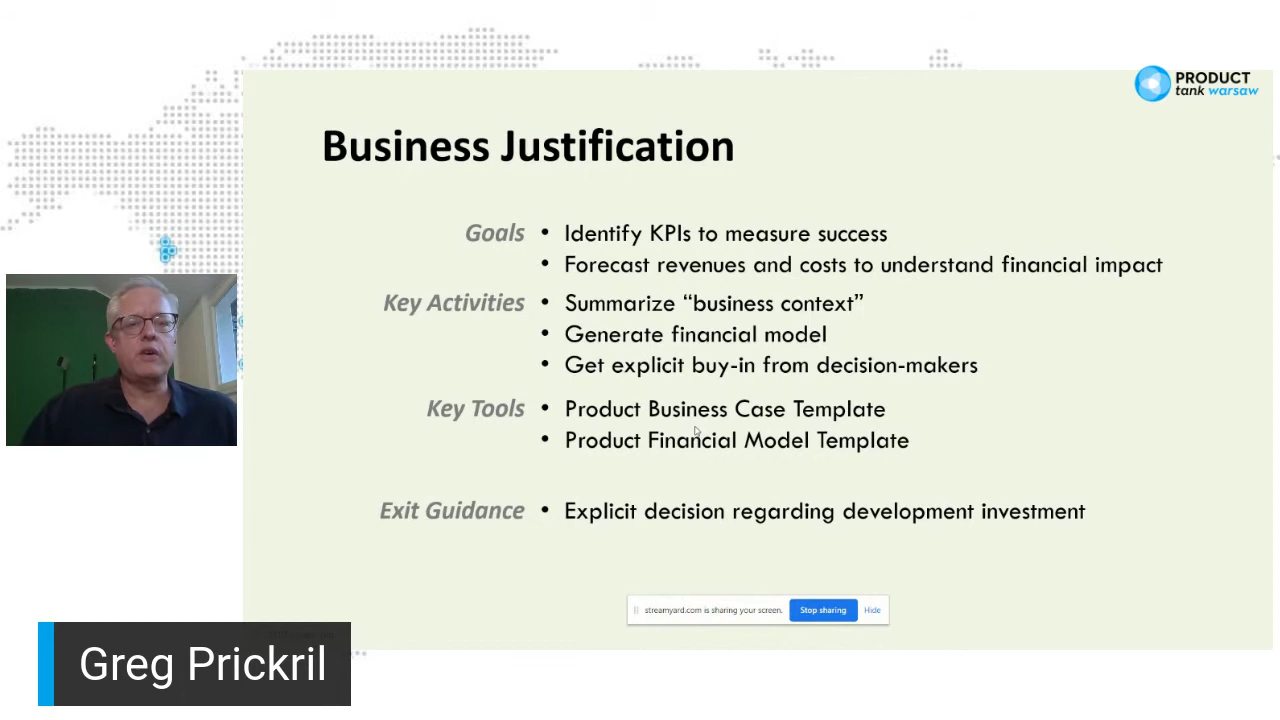 PRODUCT
tank warsaw
Business Justification
Goals • Identify KPIs to measure success
• Forecast revenues and costs to understand financial impact
Key Activities • Summarize “business context”
• Generate financial model
• Get explicit buy-in from decision-makers
Key Tools • Product Business Case Template
• Product Financial Model Template
Exit Guidance • Explicit decision regarding development investment
streamyard.com is sharing your screen. Stop sharing Hide
Greg Prickril